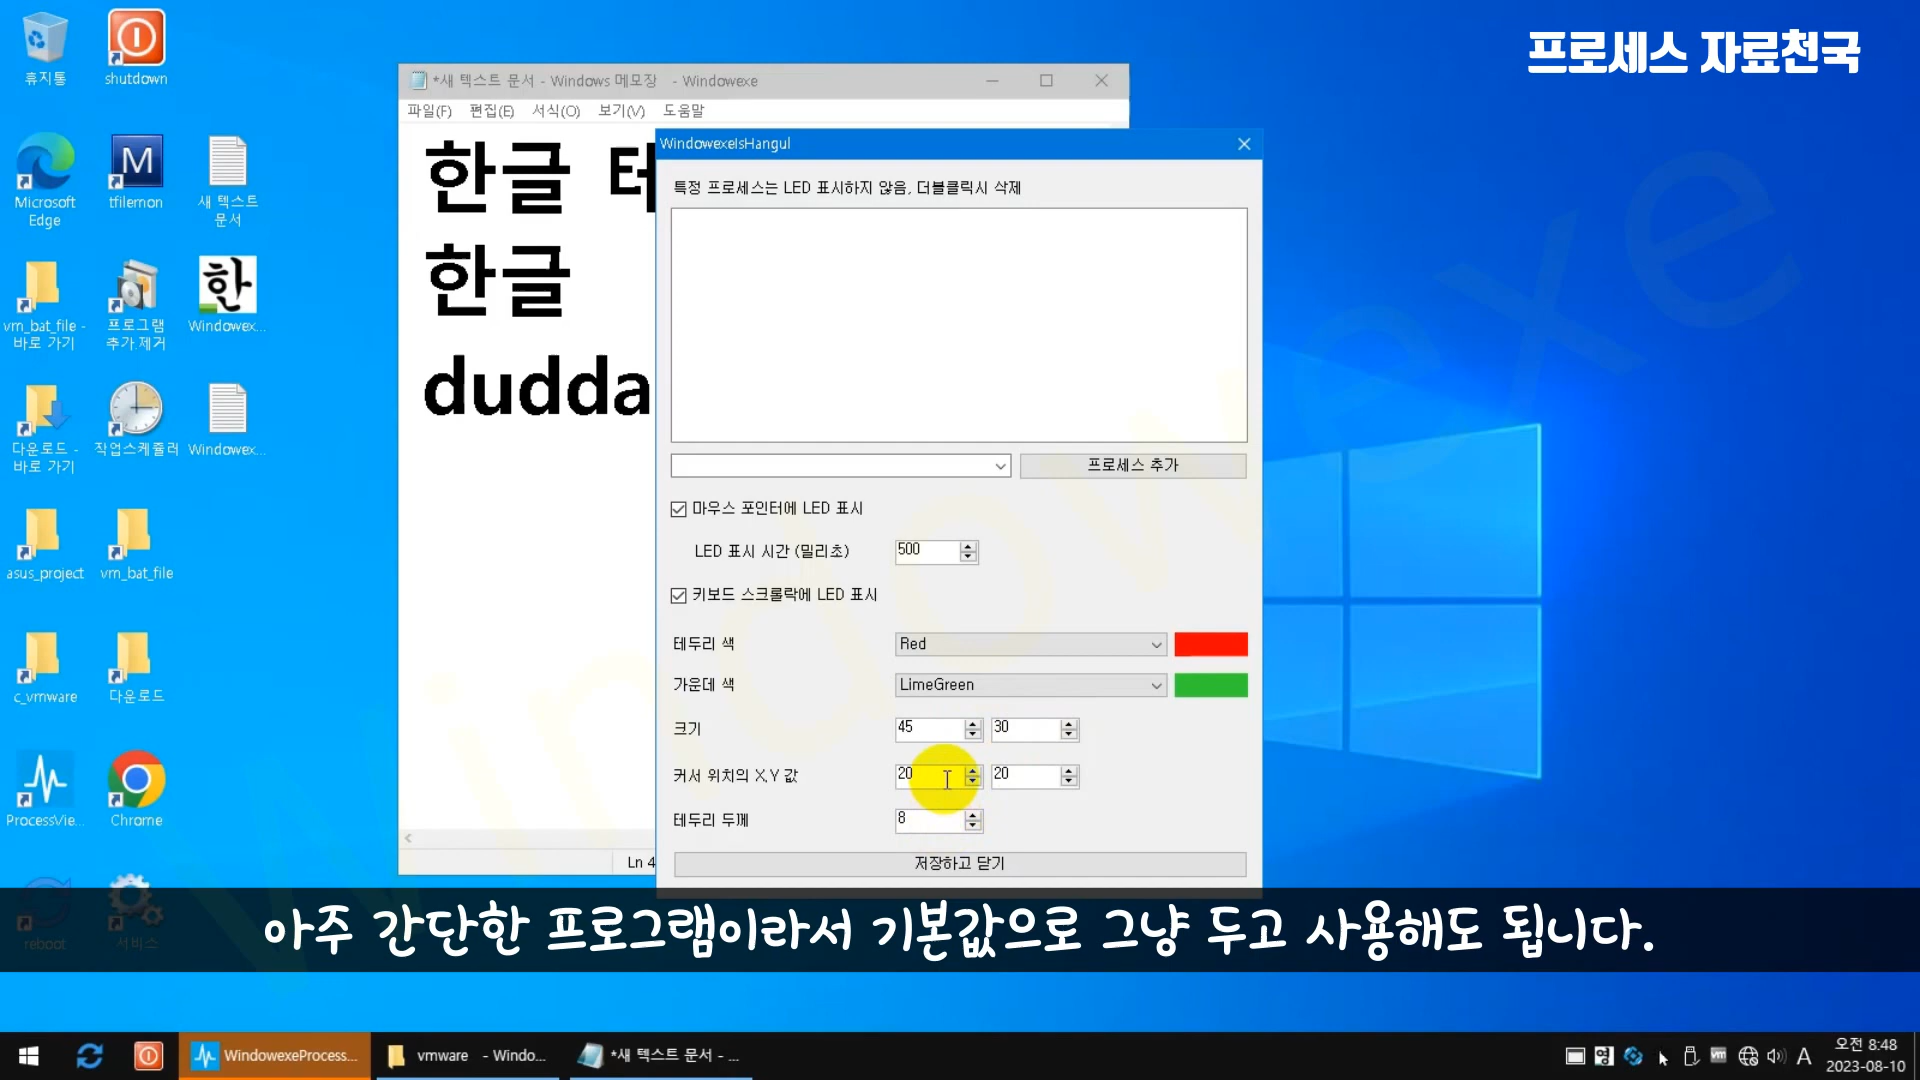 프로세스 자료천국
휴지통
shutdown
Microsoft Edge
tfilemon
새 텍스트 문서
vm_bat_file - 바로 가기
프로그램 추가.제거
Windowex...
다운로드 - 바로 가기
작업스케쥴러
Windowex...
asus_project
vm_bat_file
c_vmware
다운로드
ProcessVie...
Chrome
reboot
서비스
*새 텍스트 문서 - Windows 메모장 - Windowexe
파일(F) 편집(E) 서식(O) 보기(V) 도움말
한글
한글
dudda
Ln 4
WindowexeIsHangul
특정 프로세스는 LED 표시하지 않음, 더블클릭시 삭제
프로세스 추가
마우스 포인터에 LED 표시
LED 표시 시간 (밀리초) 500
키보드 스크롤락에 LED 표시
테두리 색 Red
가운데 색 LimeGreen
크기 45 30
커서 위치의 X,Y 값 20 20
테두리 두께 8
저장하고 닫기
Windowexe
아주 간단한 프로그램이라서 기본값으로 그냥 두고 사용해도 됩니다.
WindowexeProcess...
vmware - Windo...
*새 텍스트 문서 - ...
영
vm
A
오전 8:48
2023-08-10